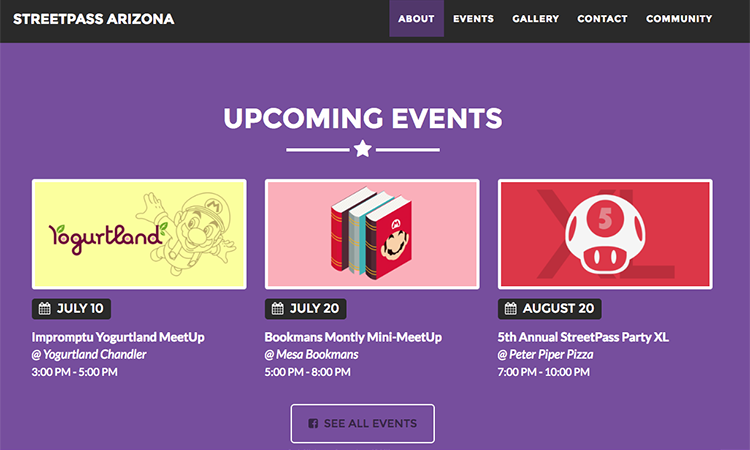 STREETPASS ARIZONA
ABOUT EVENTS GALLERY CONTACT COMMUNITY
UPCOMING EVENTS
Yogurtland
M
M
XL
5
JULY 10
Impromptu Yogurtland MeetUp
@ Yogurtland Chandler
3:00 PM - 5:00 PM
JULY 20
Bookmans Montly Mini-MeetUp
@ Mesa Bookmans
5:00 PM - 8:00 PM
AUGUST 20
5th Annual StreetPass Party XL
@ Peter Piper Pizza
7:00 PM - 10:00 PM
SEE ALL EVENTS